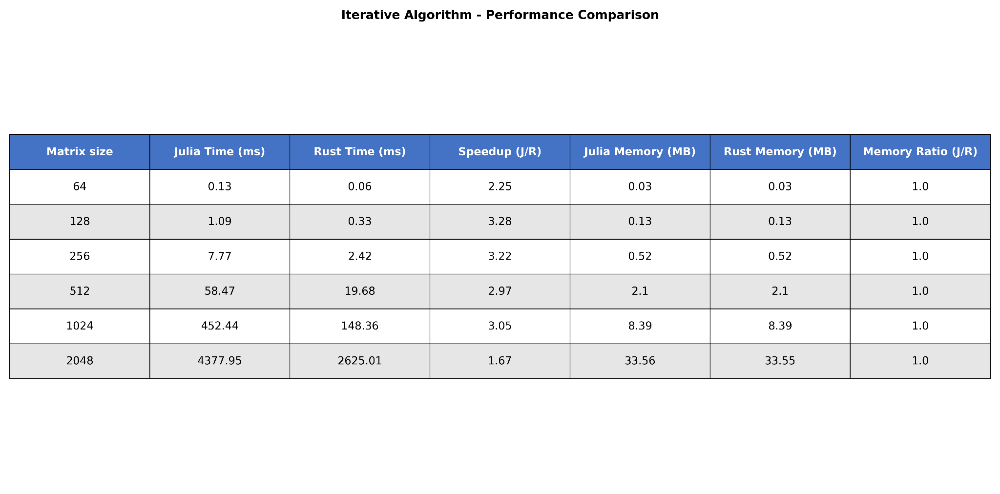 Iterative Algorithm - Performance Comparison
Matrix size Julia Time (ms) Rust Time (ms) Speedup (J/R) Julia Memory (MB) Rust Memory (MB) Memory Ratio (J/R)
64 0.13 0.06 2.25 0.03 0.03 1.0
128 1.09 0.33 3.28 0.13 0.13 1.0
256 7.77 2.42 3.22 0.52 0.52 1.0
512 58.47 19.68 2.97 2.1 2.1 1.0
1024 452.44 148.36 3.05 8.39 8.39 1.0
2048 4377.95 2625.01 1.67 33.56 33.55 1.0